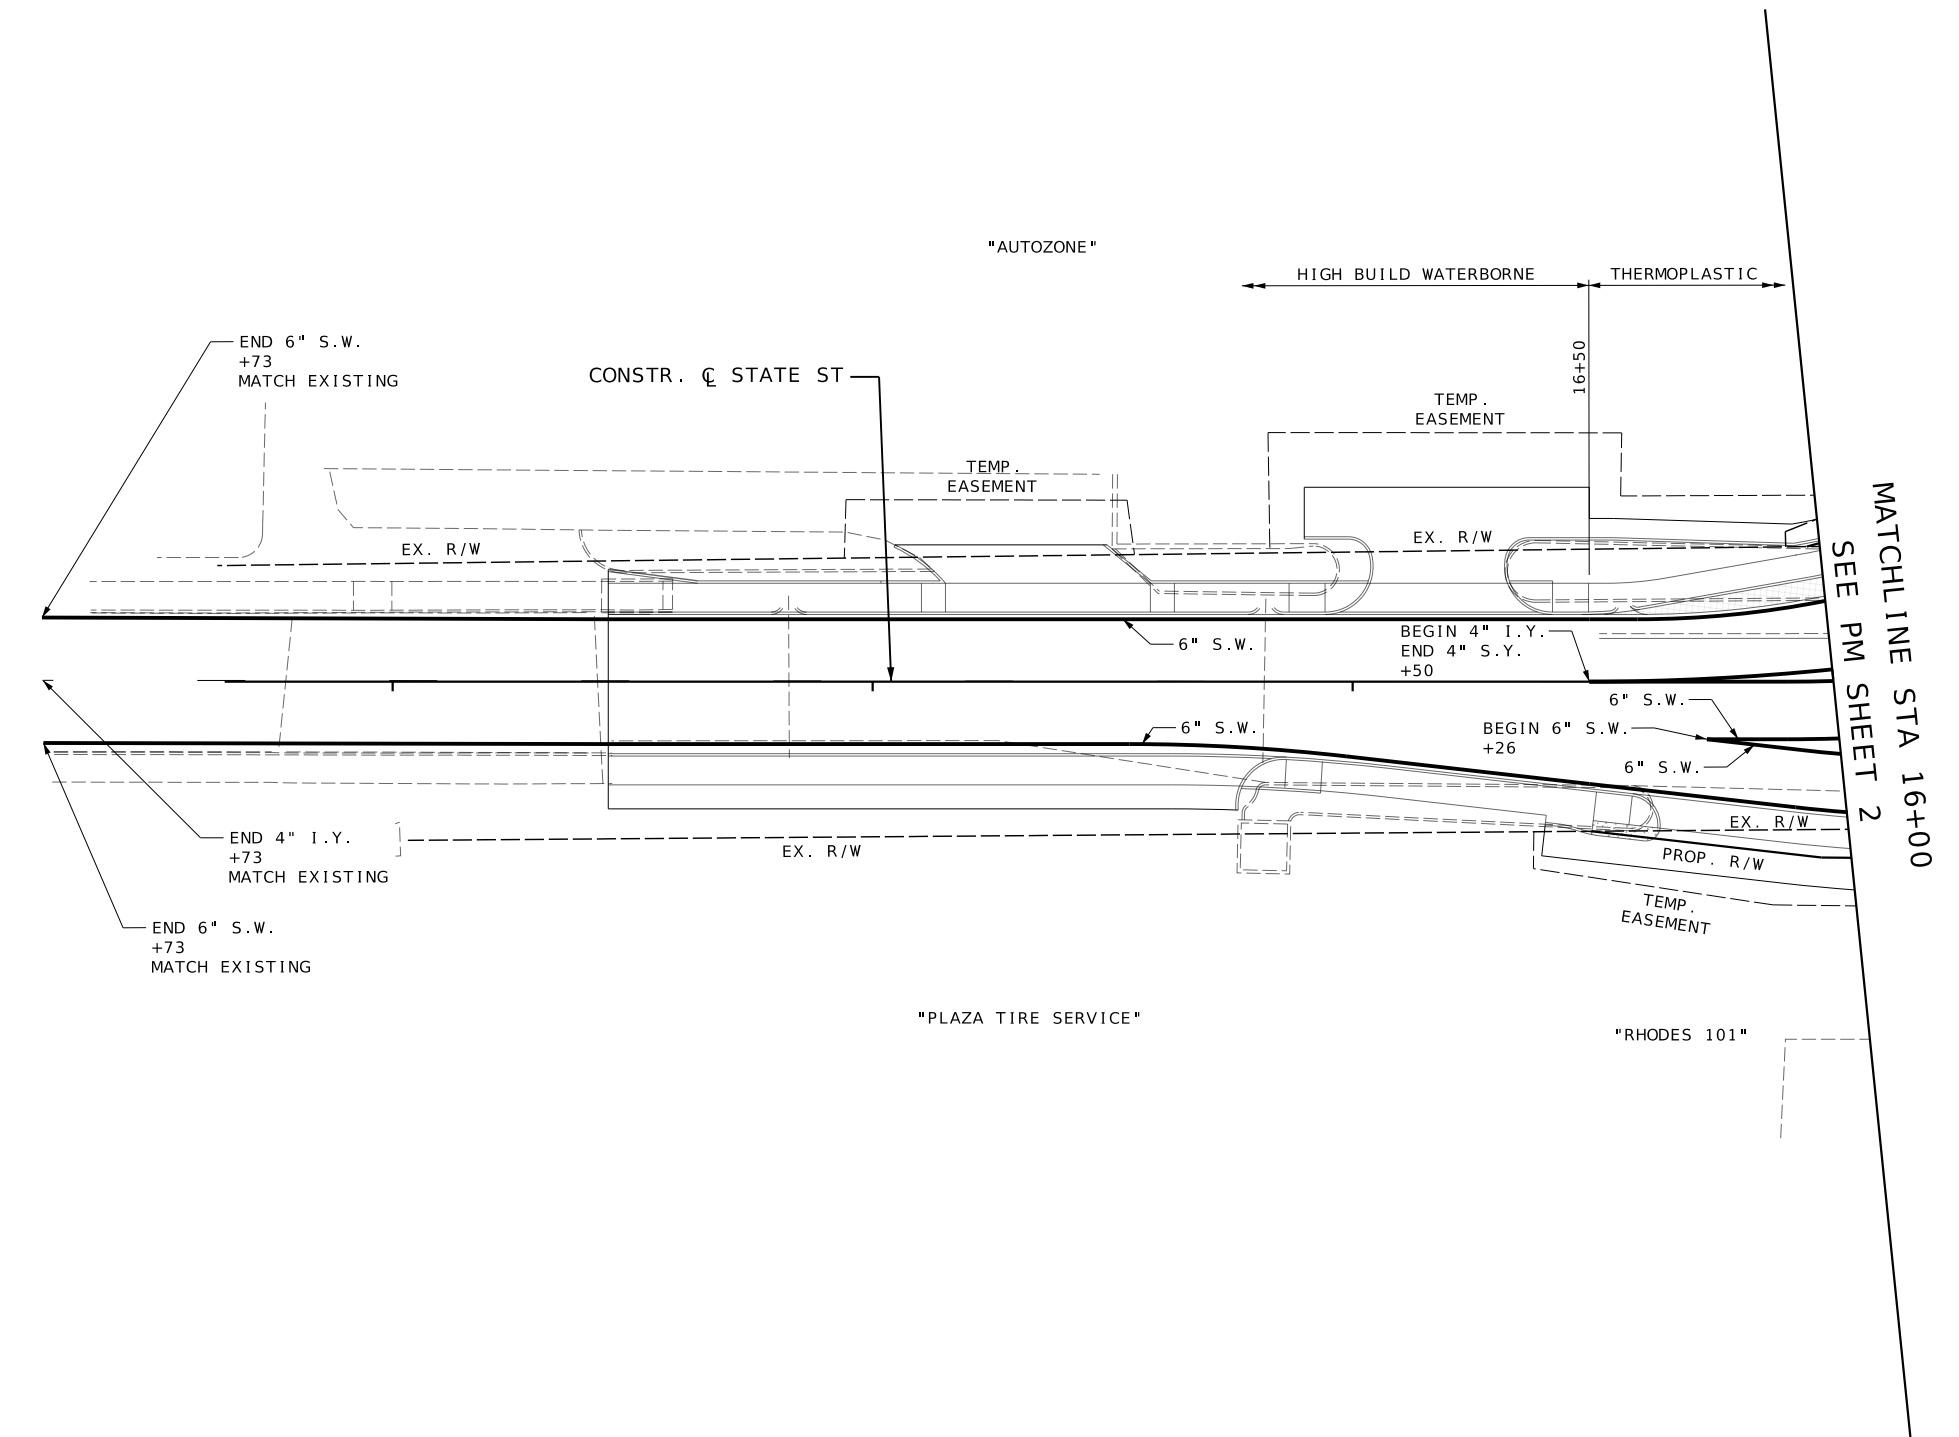 "AUTOZONE"
HIGH BUILD WATERBORNE
THERMOPLASTIC
16+50
END 6" S.W.
+73
MATCH EXISTING
CONSTR. ℄ STATE ST
TEMP.
EASEMENT
TEMP.
EASEMENT
EX. R/W
EX. R/W
6" S.W.
BEGIN 4" I.Y.
END 4" S.Y.
+50
6" S.W.
6" S.W.
BEGIN 6" S.W.
+26
6" S.W.
EX. R/W
EX. R/W
PROP. R/W
TEMP.
EASEMENT
END 4" I.Y.
+73
MATCH EXISTING
END 6" S.W.
+73
MATCH EXISTING
"PLAZA TIRE SERVICE"
"RHODES 101"
MATCHLINE STA 16+00
SEE PM SHEET 2